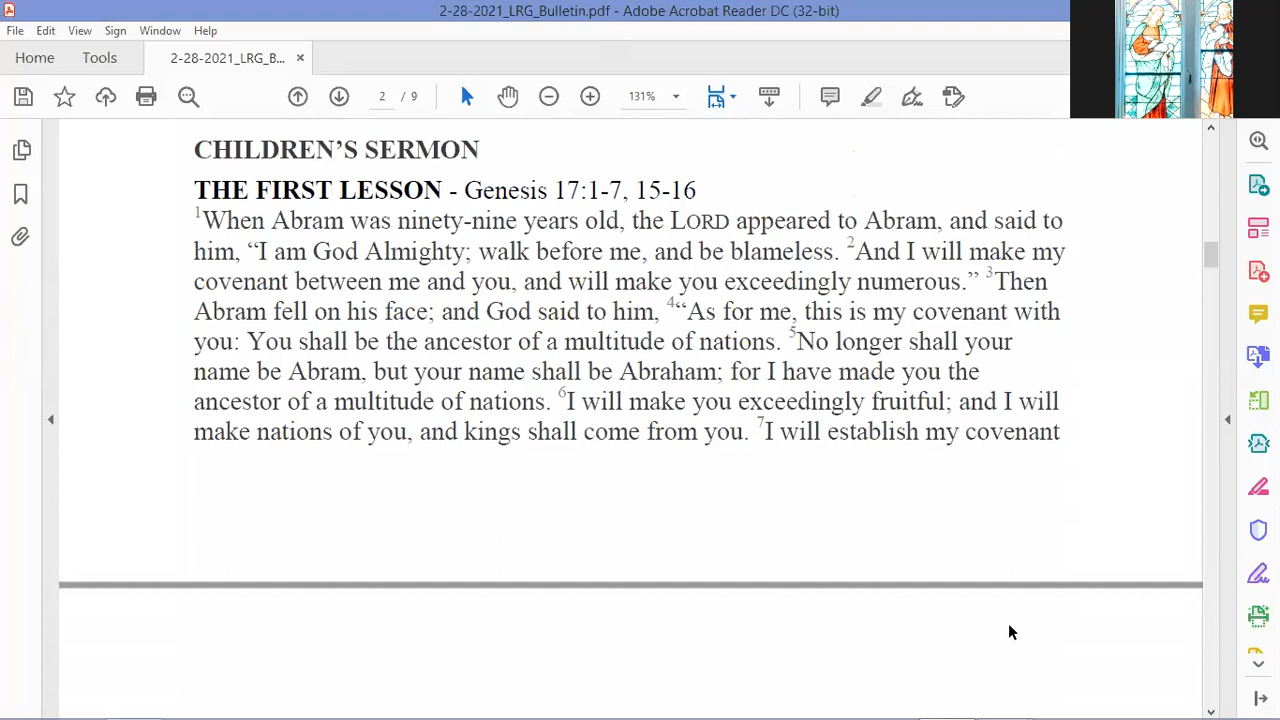 2-28-2021_LRG_Bulletin.pdf - Adobe Acrobat Reader DC (32-bit)
File Edit View Sign Window Help
Home Tools 2-28-2021_LRG_B... ×
2 / 9 131%
CHILDREN’S SERMON
THE FIRST LESSON - Genesis 17:1-7, 15-16
1When Abram was ninety-nine years old, the LORD appeared to Abram, and said to
him, “I am God Almighty; walk before me, and be blameless. 2And I will make my
covenant between me and you, and will make you exceedingly numerous.” 3Then
Abram fell on his face; and God said to him, 4“As for me, this is my covenant with
you: You shall be the ancestor of a multitude of nations. 5No longer shall your
name be Abram, but your name shall be Abraham; for I have made you the
ancestor of a multitude of nations. 6I will make you exceedingly fruitful; and I will
make nations of you, and kings shall come from you. 7I will establish my covenant